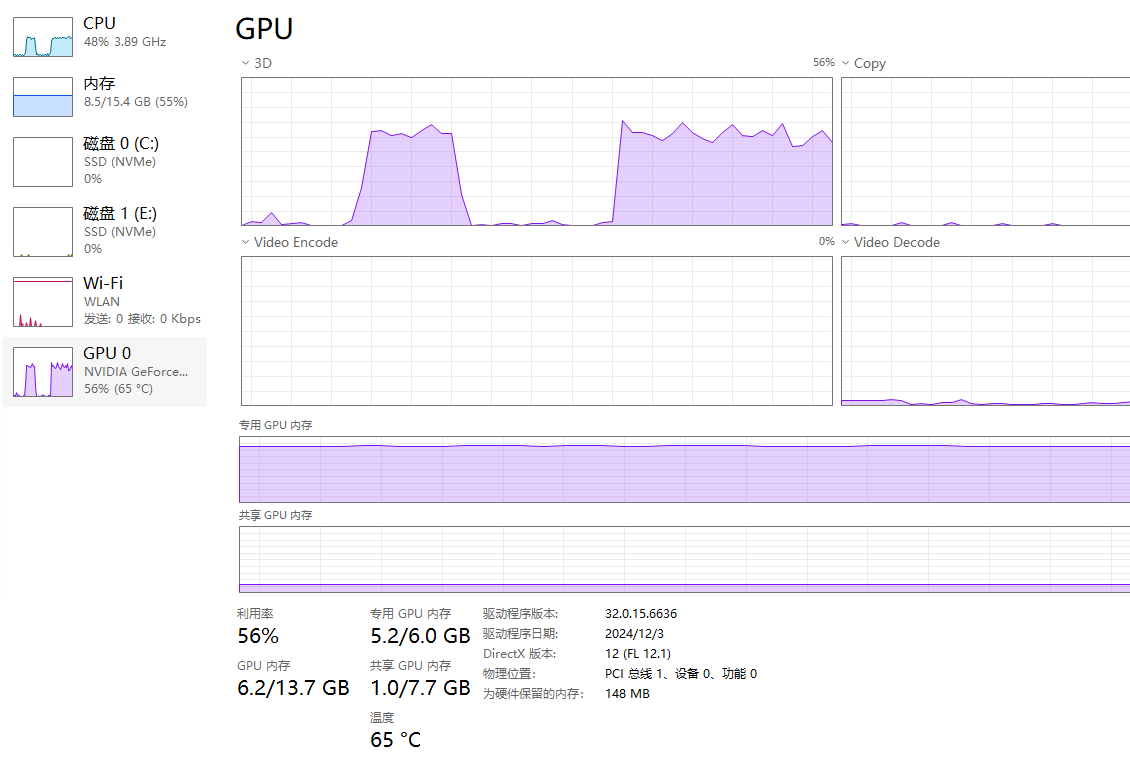 CPU
48% 3.89 GHz
内存
8.5/15.4 GB (55%)
磁盘 0 (C:)
SSD (NVMe)
0%
磁盘 1 (E:)
SSD (NVMe)
0%
Wi-Fi
WLAN
发送: 0 接收: 0 Kbps
GPU 0
NVIDIA GeForce...
56% (65 °C)
GPU
3D 56% Copy
Video Encode 0% Video Decode
专用 GPU 内存
共享 GPU 内存
利用率
56%
专用 GPU 内存
5.2/6.0 GB
GPU 内存
6.2/13.7 GB
共享 GPU 内存
1.0/7.7 GB
温度
65 °C
驱动程序版本: 32.0.15.6636
驱动程序日期: 2024/12/3
DirectX 版本: 12 (FL 12.1)
物理位置: PCI 总线 1、设备 0、功能 0
为硬件保留的内存: 148 MB